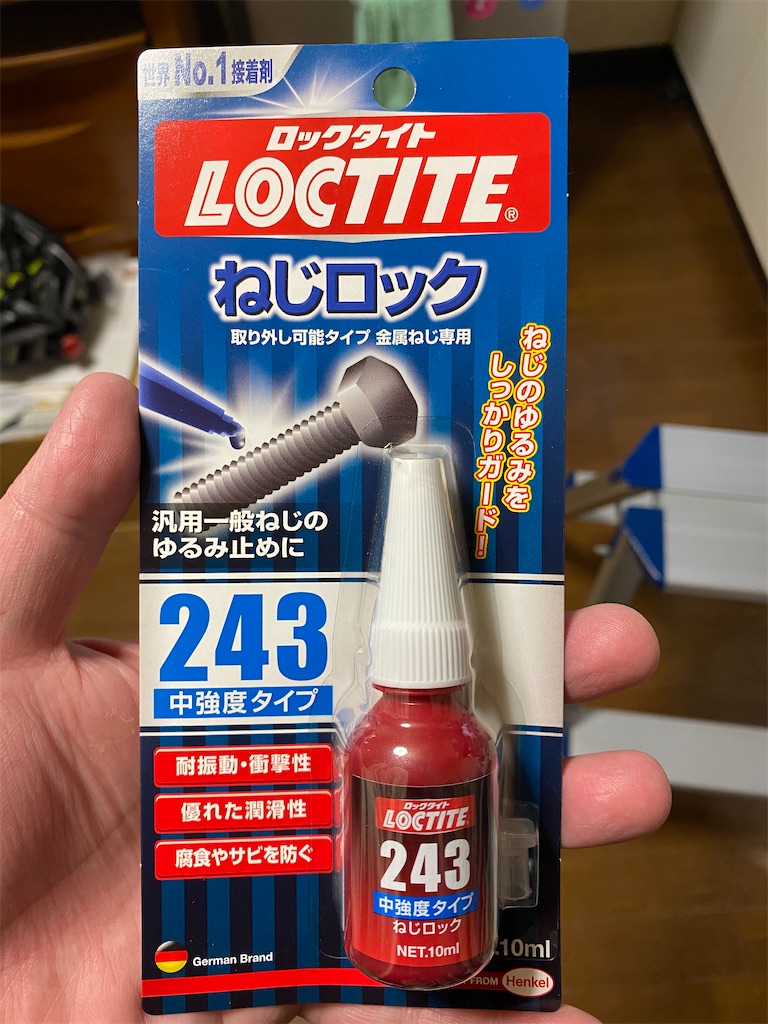 世界No.1接着剤
ロックタイト
LOCTITE®
ねじロック
取り外し可能タイプ 金属ねじ専用
ねじのゆるみを
しっかりガード!
汎用一般ねじの
ゆるみ止めに
243
中強度タイプ
耐振動・衝撃性
優れた潤滑性
腐食やサビを防ぐ
ロックタイト
LOCTITE
243
中強度タイプ
ねじロック
NET.10ml
German Brand
10ml
FROM Henkel